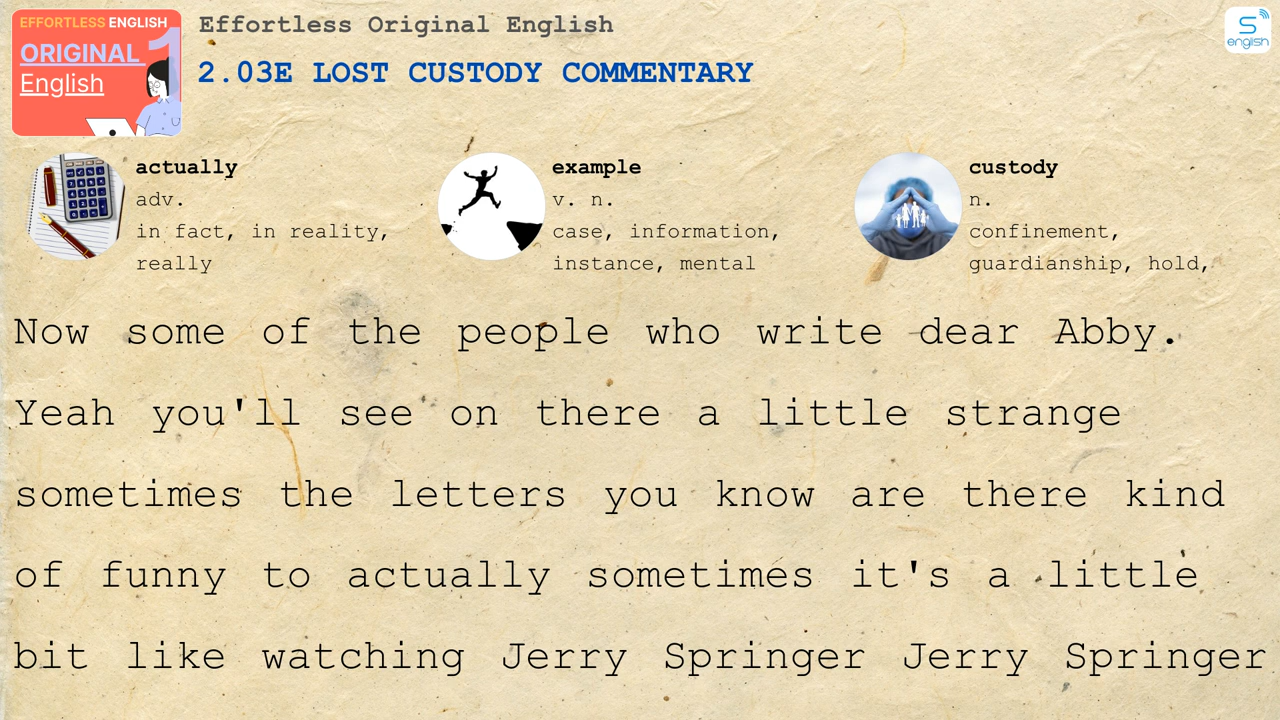 EFFORTLESS ENGLISH
ORIGINAL 1
English
Effortless Original English
2.03E LOST CUSTODY COMMENTARY
S
english
actually
adv.
in fact, in reality,
really
example
v. n.
case, information,
instance, mental
custody
n.
confinement,
guardianship, hold,
Now some of the people who write dear Abby.
Yeah you'll see on there a little strange
sometimes the letters you know are there kind
of funny to actually sometimes it's a little
bit like watching Jerry Springer Jerry Springer